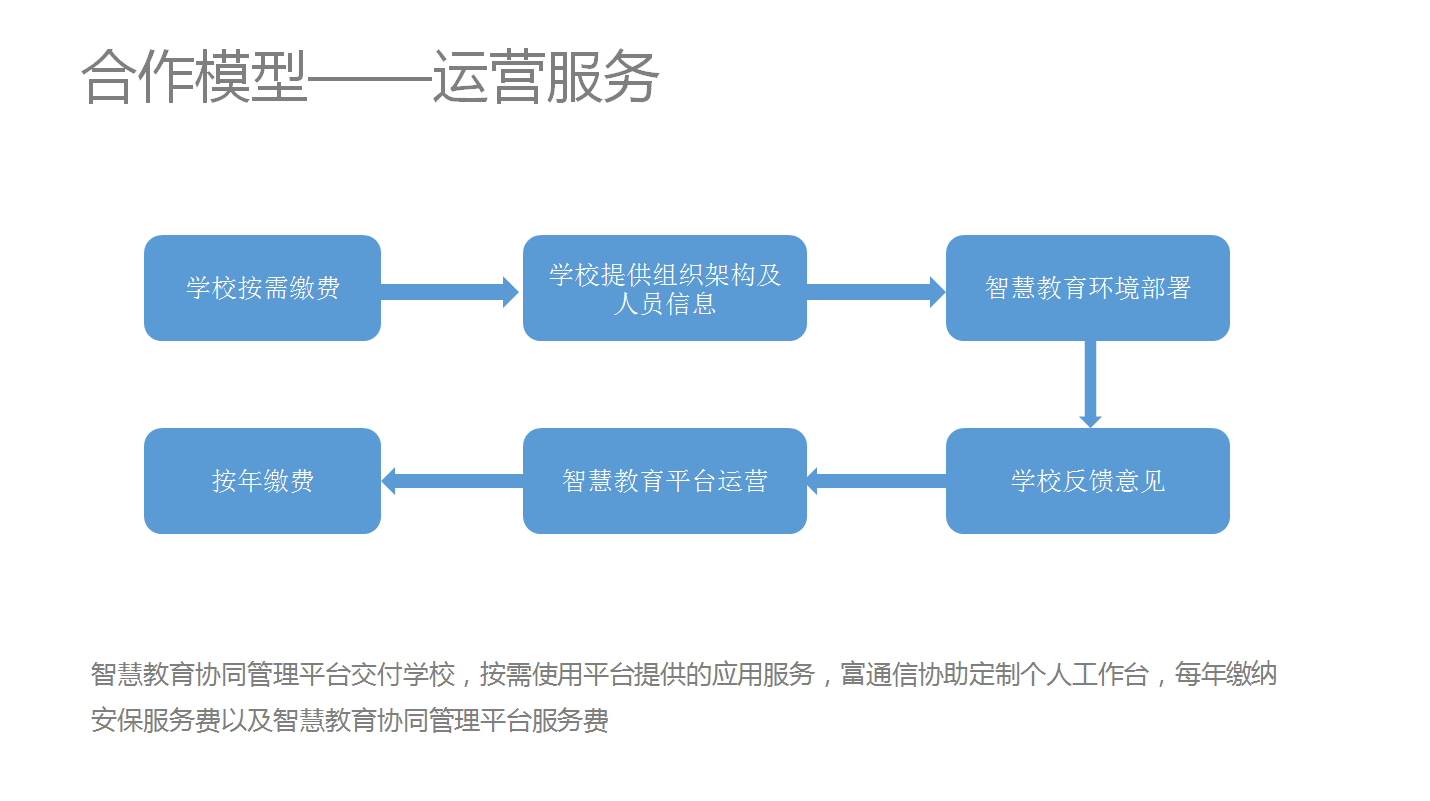 合作模型——运营服务
学校按需缴费
学校提供组织架构及
人员信息
智慧教育环境部署
按年缴费
智慧教育平台运营
学校反馈意见
智慧教育协同管理平台交付学校，按需使用平台提供的应用服务，富通信协助定制个人工作台，每年缴纳
安保服务费以及智慧教育协同管理平台服务费